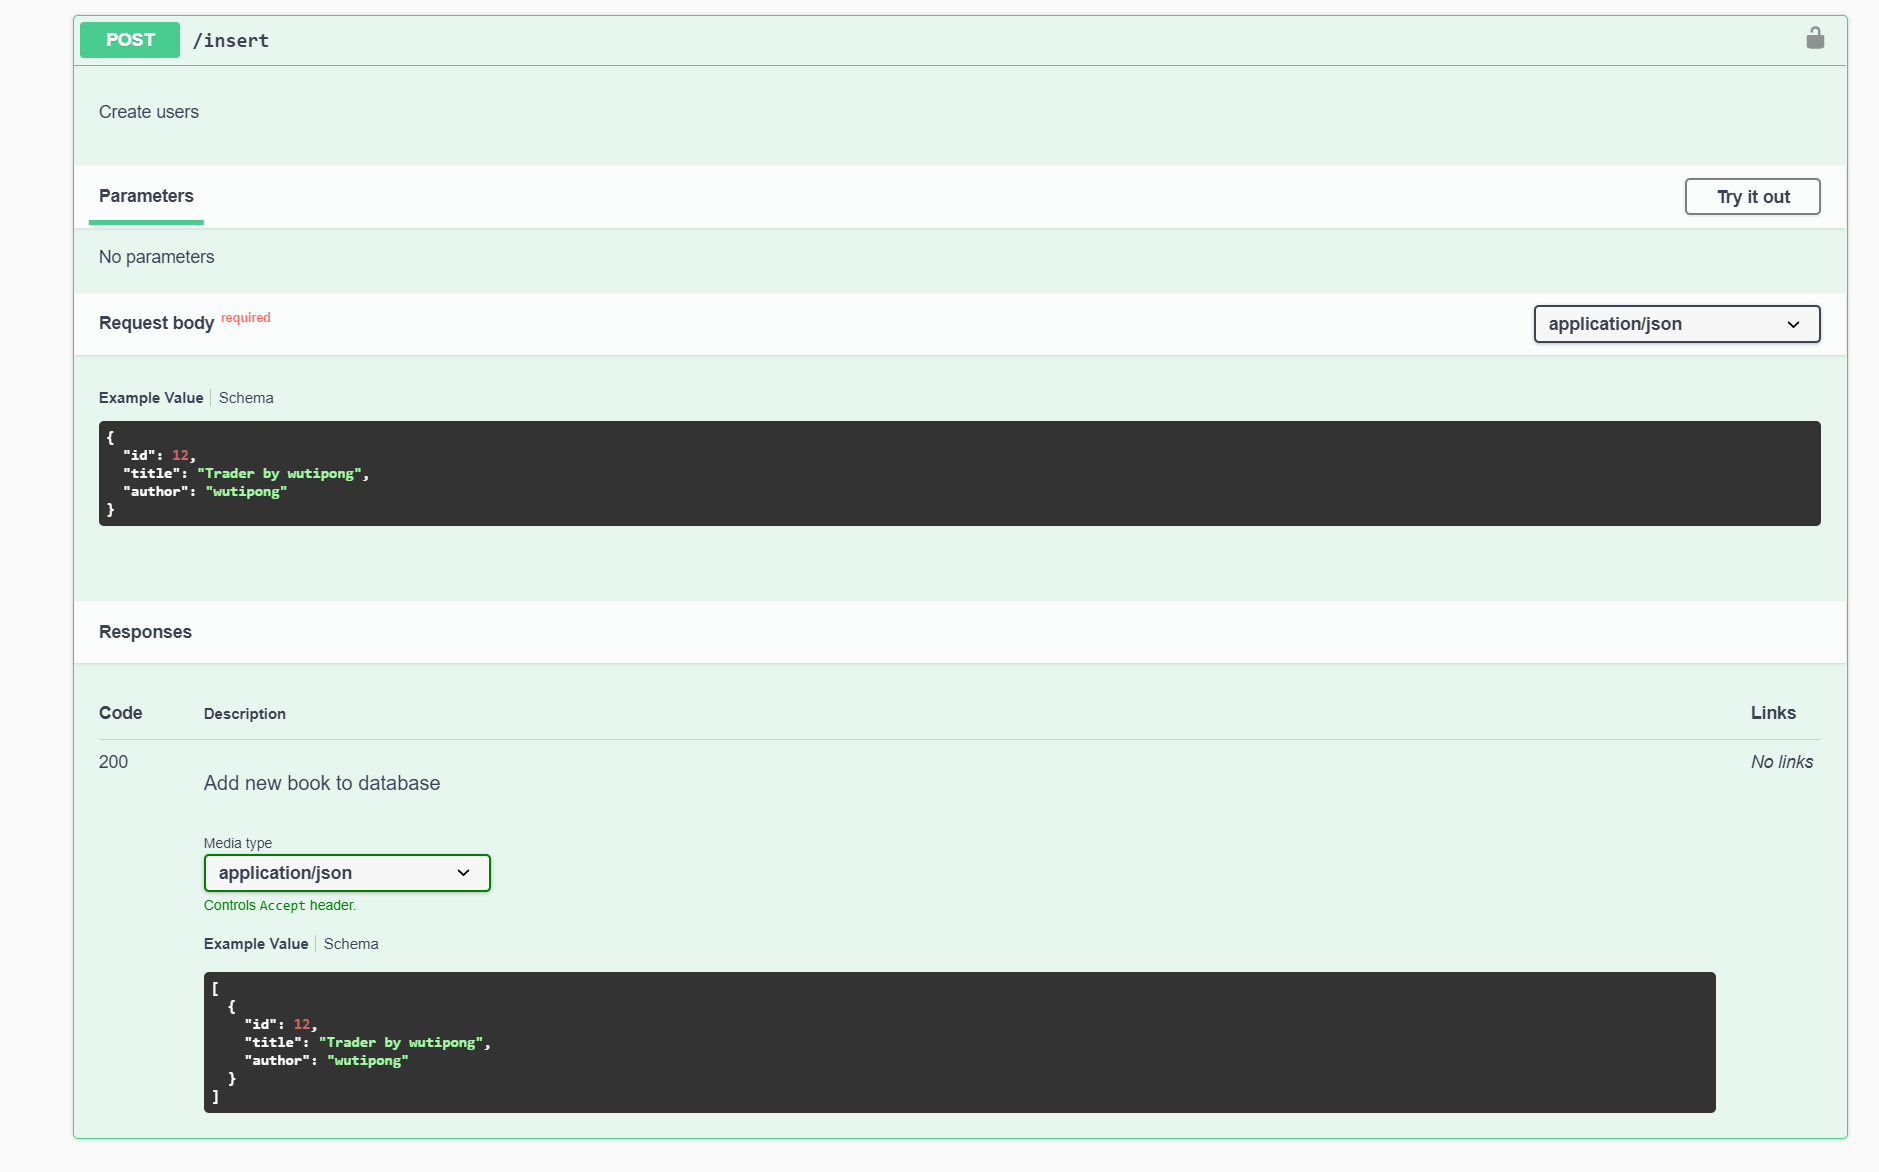 POST /insert
Create users
Parameters
Try it out
No parameters
Request body required
application/json
Example Value Schema
{
  "id": 12,
  "title": "Trader by wutipong",
  "author": "wutipong"
}
Responses
Code Description Links
200 No links
Add new book to database
Media type
application/json
Controls Accept header.
Example Value Schema
[
  {
    "id": 12,
    "title": "Trader by wutipong",
    "author": "wutipong"
  }
]